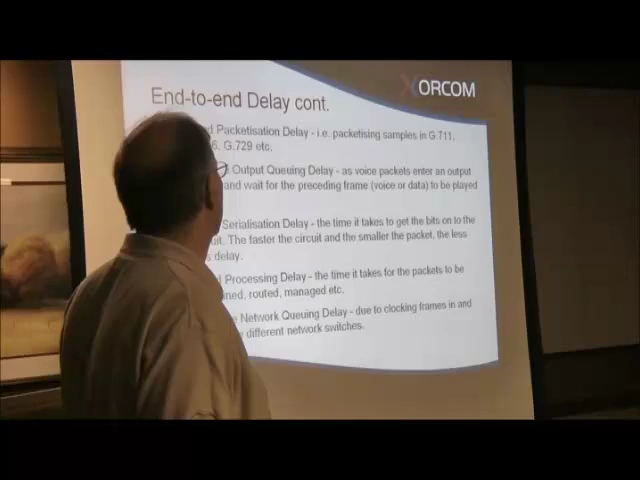 XORCOM
End-to-end Delay cont.
Packetisation Delay - i.e. packetising samples in G.711,
G.729 etc.
Output Queuing Delay - as voice packets enter an output
and wait for the preceding frame (voice or data) to be played
Serialisation Delay - the time it takes to get the bits on to the
The faster the circuit and the smaller the packet, the less
delay.
Processing Delay - the time it takes for the packets to be
routed, managed etc.
Network Queuing Delay - due to clocking frames in and
different network switches.